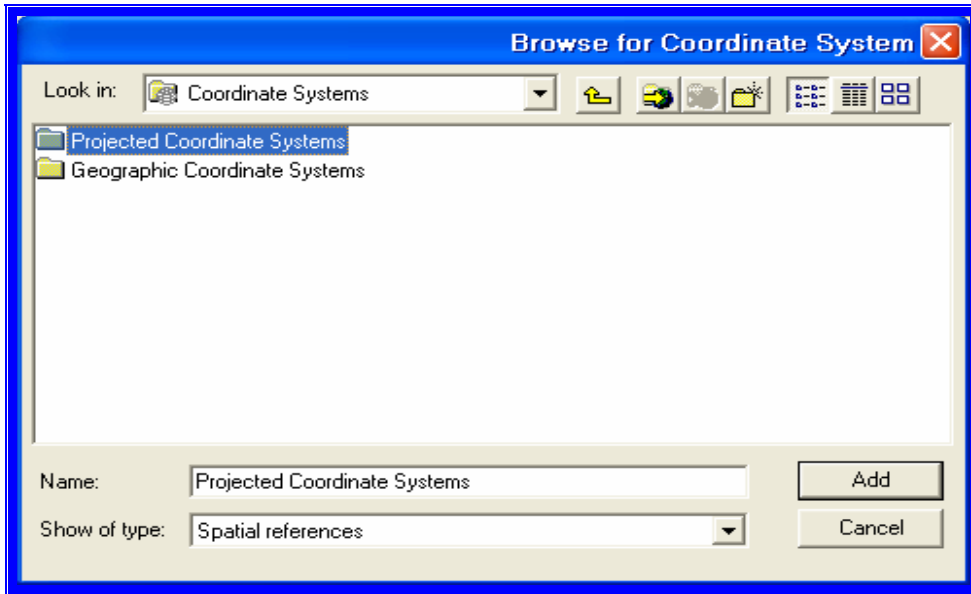 Browse for Coordinate System
Look in: Coordinate Systems
Projected Coordinate Systems
Geographic Coordinate Systems
Name: Projected Coordinate Systems Add
Show of type: Spatial references Cancel